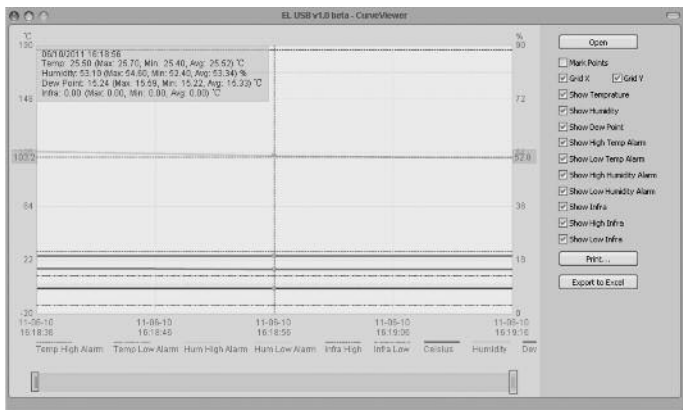 EL USB v1.0 beta - CurveViewer
°C
%
190
90
06/10/2011 16:18:56
Temp: 25.50 (Max: 25.70, Min: 25.40, Avg: 25.52) °C
Humidity: 53.10 (Max: 54.60, Min: 52.40, Avg: 53.34) %
Dew Point: 15.24 (Max: 15.59, Min: 15.22, Avg: 15.33) °C
Infra: 0.00 (Max: 0.00, Min: 0.00, Avg: 0.00) °C
148
72
103.2
52.0
64
36
22
18
-20
0
11-06-10
16:18:36
11-06-10
16:18:46
11-06-10
16:18:56
11-06-10
16:19:06
11-06-10
16:19:16
Temp High Alarm Temp Low Alarm Hum High Alarm Hum Low Alarm Infra High Infra Low Celsius Humidity Dew
Open
Mark Points
Grid X Grid Y
Show Temprature
Show Humidity
Show Dew Point
Show High Temp Alarm
Show Low Temp Alarm
Show High Humidity Alarm
Show Low Humidity Alarm
Show Infra
Show High Infra
Show Low Infra
Print...
Export to Excel